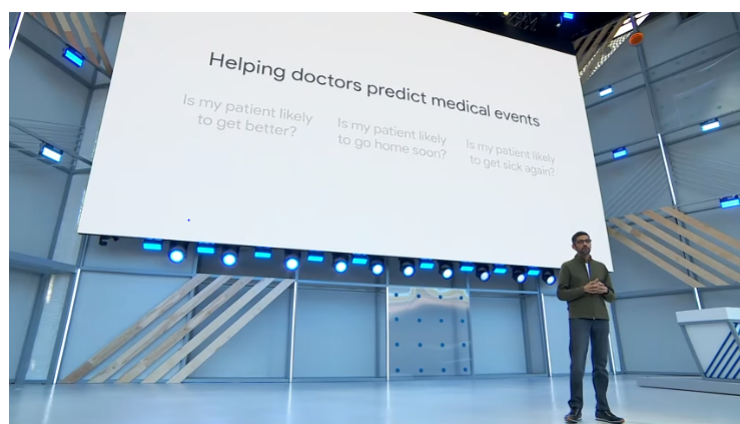 Helping doctors predict medical events
Is my patient likely
to get better?
Is my patient likely
to go home soon?
Is my patient likely
to get sick again?